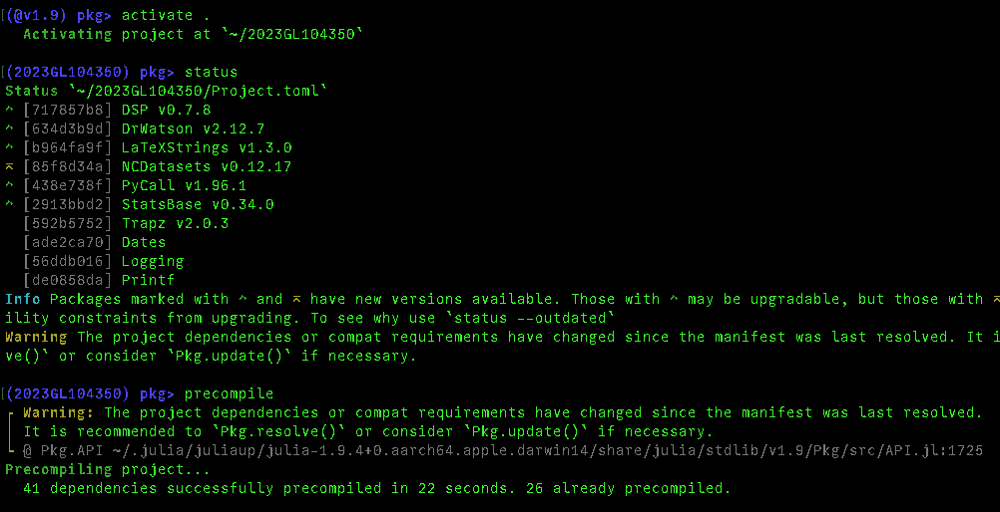 (@v1.9) pkg> activate .
Activating project at `~/2023GL104350`
(2023GL104350) pkg> status
Status `~/2023GL104350/Project.toml`
⌃ [717857b8] DSP v0.7.8
⌃ [634d3b9d] DrWatson v2.12.7
⌃ [b964fa9f] LaTeXStrings v1.3.0
⌅ [85f8d34a] NCDatasets v0.12.17
⌃ [438e738f] PyCall v1.96.1
⌃ [2913bbd2] StatsBase v0.34.0
[592b5752] Trapz v2.0.3
[ade2ca70] Dates
[56ddb016] Logging
[de0858da] Printf
Info Packages marked with ⌃ and ⌅ have new versions available. Those with ⌃ may be upgradable, but those with ⌅
ility constraints from upgrading. To see why use `status --outdated`
Warning The project dependencies or compat requirements have changed since the manifest was last resolved. It i
ve()` or consider `Pkg.update()` if necessary.
(2023GL104350) pkg> precompile
┌ Warning: The project dependencies or compat requirements have changed since the manifest was last resolved.
│ It is recommended to `Pkg.resolve()` or consider `Pkg.update()` if necessary.
└ @ Pkg.API ~/.julia/juliaup/julia-1.9.4+0.aarch64.apple.darwin14/share/julia/stdlib/v1.9/Pkg/src/API.jl:1725
Precompiling project...
41 dependencies successfully precompiled in 22 seconds. 26 already precompiled.